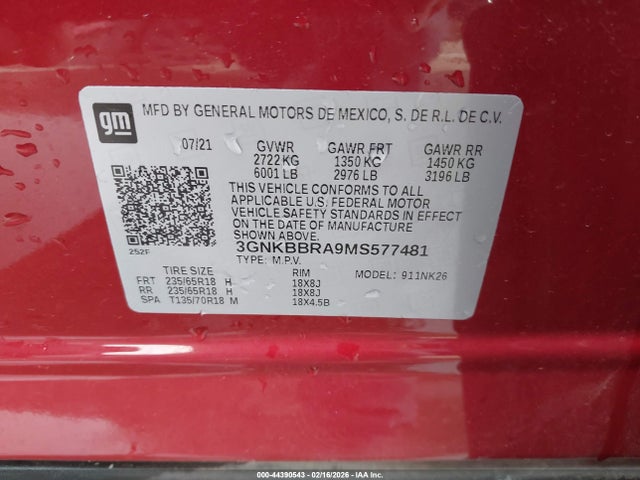 gm
MFD BY GENERAL MOTORS DE MEXICO, S. DE R.L. DE C.V.
07/21 GVWR GAWR FRT GAWR RR
2722 KG 1350 KG 1450 KG
6001 LB 2976 LB 3196 LB
THIS VEHICLE CONFORMS TO ALL
APPLICABLE U.S. FEDERAL MOTOR
VEHICLE SAFETY STANDARDS IN EFFECT
ON THE DATE OF MANUFACTURE
SHOWN ABOVE.
3GNKBBRA9MS577481
252F TYPE: M.P.V.
TIRE SIZE RIM MODEL: 911NK26
FRT 235/65R18 H 18X8J
RR 235/65R18 H 18X8J
SPA T135/70R18 M 18X4.5B
000-44390543 - 02/16/2026 - IAAI.COM